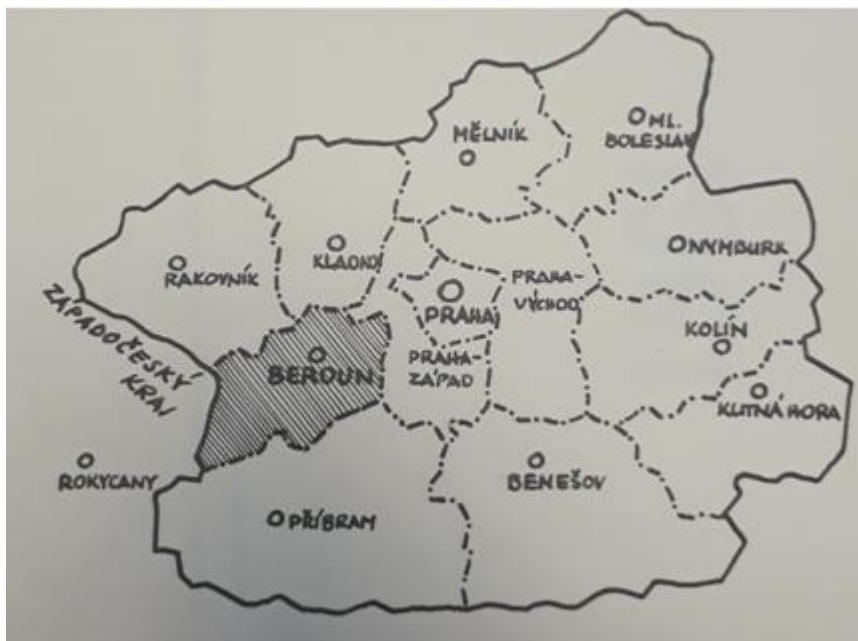 MĚLNÍK
ML.
BOLESLAV
RAKOVNÍK
KLADNO
NYMBURK
PRAHA-
VÝCHOD
PRAHA
KOLÍN
ZÁPADOČESKÝ
KRAJ
BEROUN
PRAHA-
ZÁPAD
KUTNÁ HORA
ROKYCANY
BENEŠOV
PŘÍBRAM